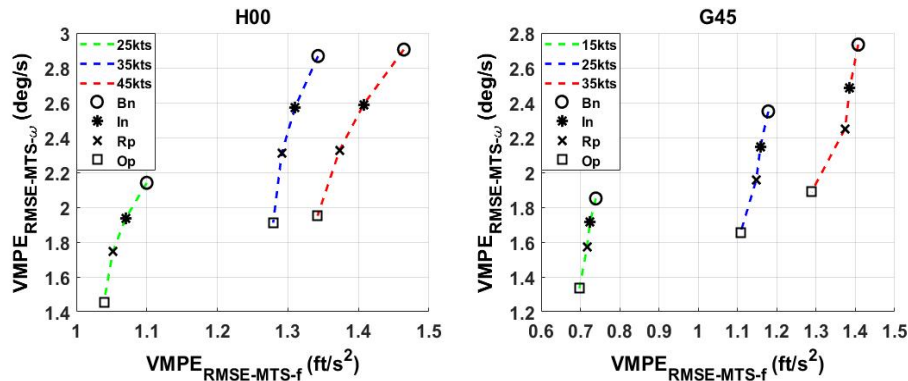 H00
VMPE_RMSE-MTS-ω (deg/s)
3
2.8
2.6
2.4
2.2
2
1.8
1.6
1.4
25kts
35kts
45kts
Bn
In
Rp
Op
1 1.1 1.2 1.3 1.4 1.5
VMPE_RMSE-MTS-f (ft/s²)
G45
VMPE_RMSE-MTS-ω (deg/s)
2.8
2.6
2.4
2.2
2
1.8
1.6
1.4
1.2
15kts
25kts
35kts
Bn
In
Rp
Op
0.6 0.7 0.8 0.9 1 1.1 1.2 1.3 1.4 1.5
VMPE_RMSE-MTS-f (ft/s²)